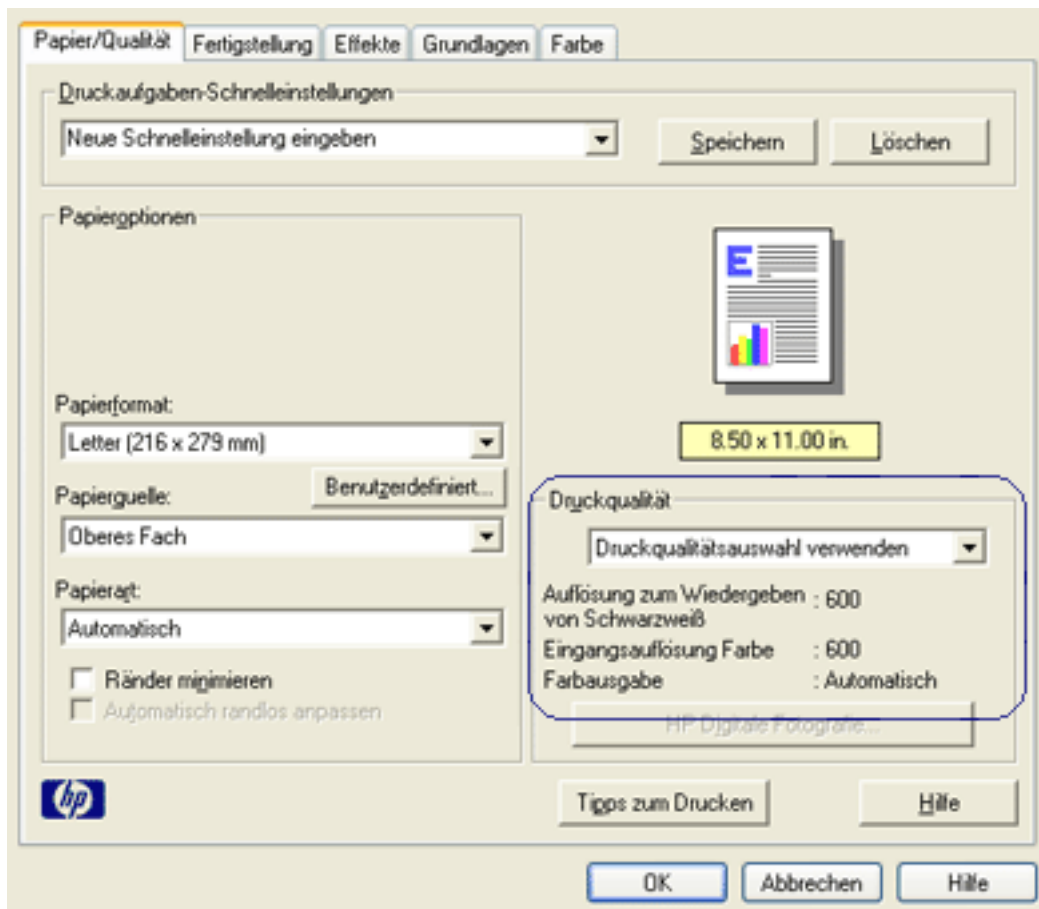 Papier/Qualität Fertigstellung Effekte Grundlagen Farbe
Druckaufgaben-Schnelleinstellungen
Neue Schnelleinstellung eingeben
Speichern
Löschen
Papieroptionen
E
8.50 x 11.00 in.
Papierformat:
Letter (216 x 279 mm)
Benutzerdefiniert...
Papierquelle:
Oberes Fach
Papierart:
Automatisch
Ränder minimieren
Automatisch randlos anpassen
Druckqualität
Druckqualitätsauswahl verwenden
Auflösung zum Wiedergeben : 600
von Schwarzweiß
Eingangsauflösung Farbe : 600
Farbausgabe : Automatisch
HP Digitale Fotografie...
hp
Tipps zum Drucken
Hilfe
OK
Abbrechen
Hilfe